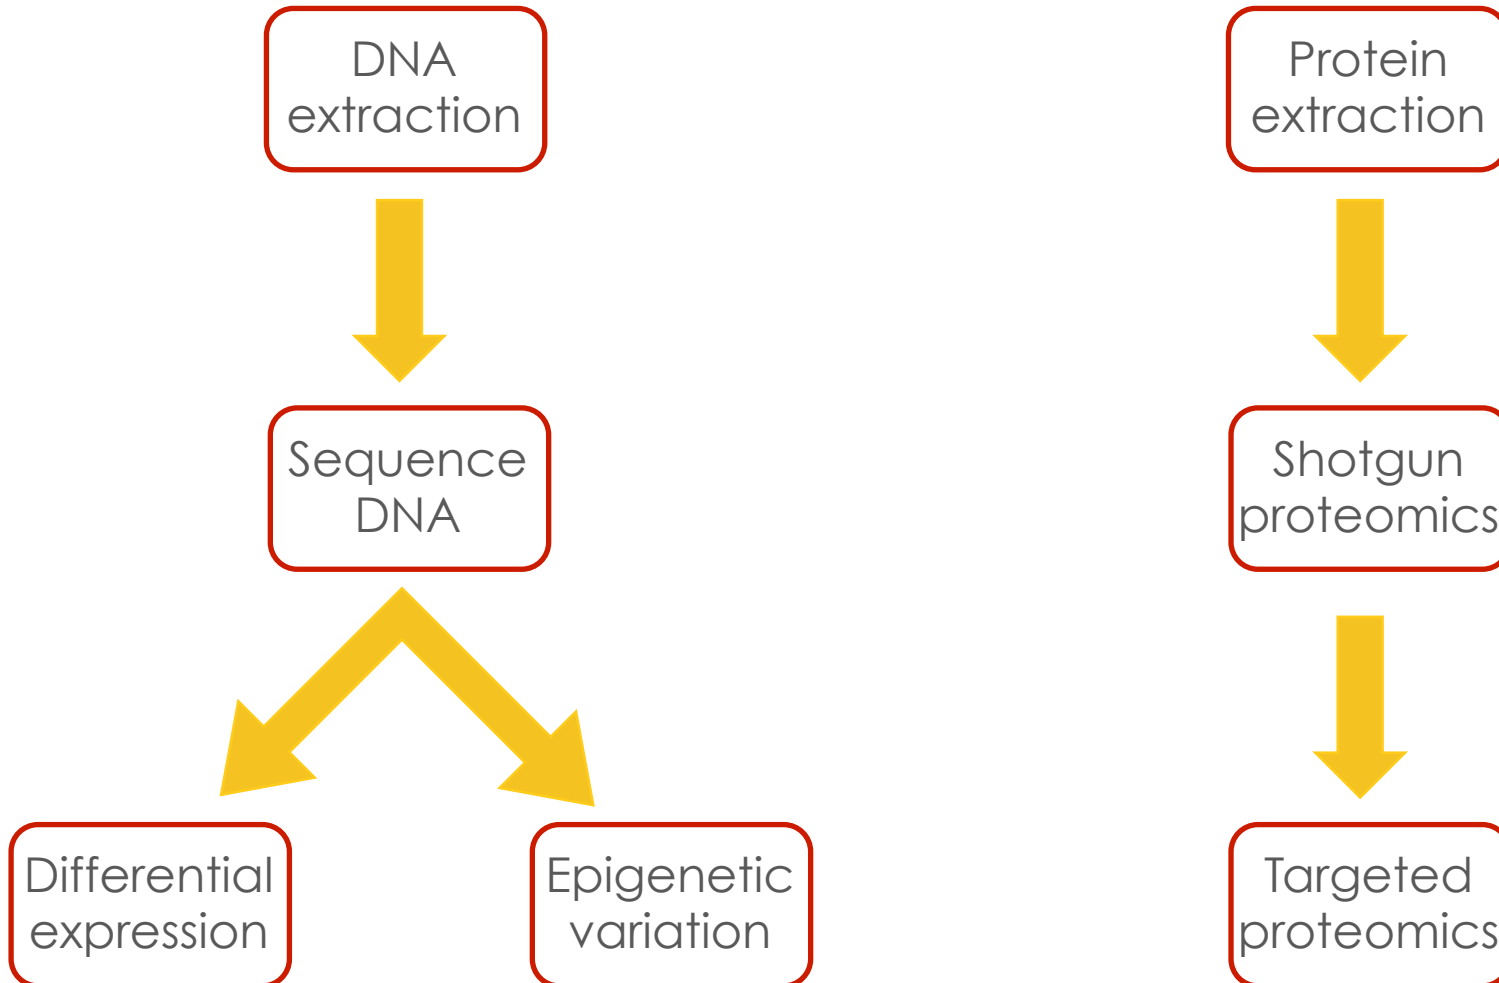 DNA
extraction
Protein
extraction
Sequence
DNA
Shotgun
proteomics
Differential
expression
Epigenetic
variation
Targeted
proteomics